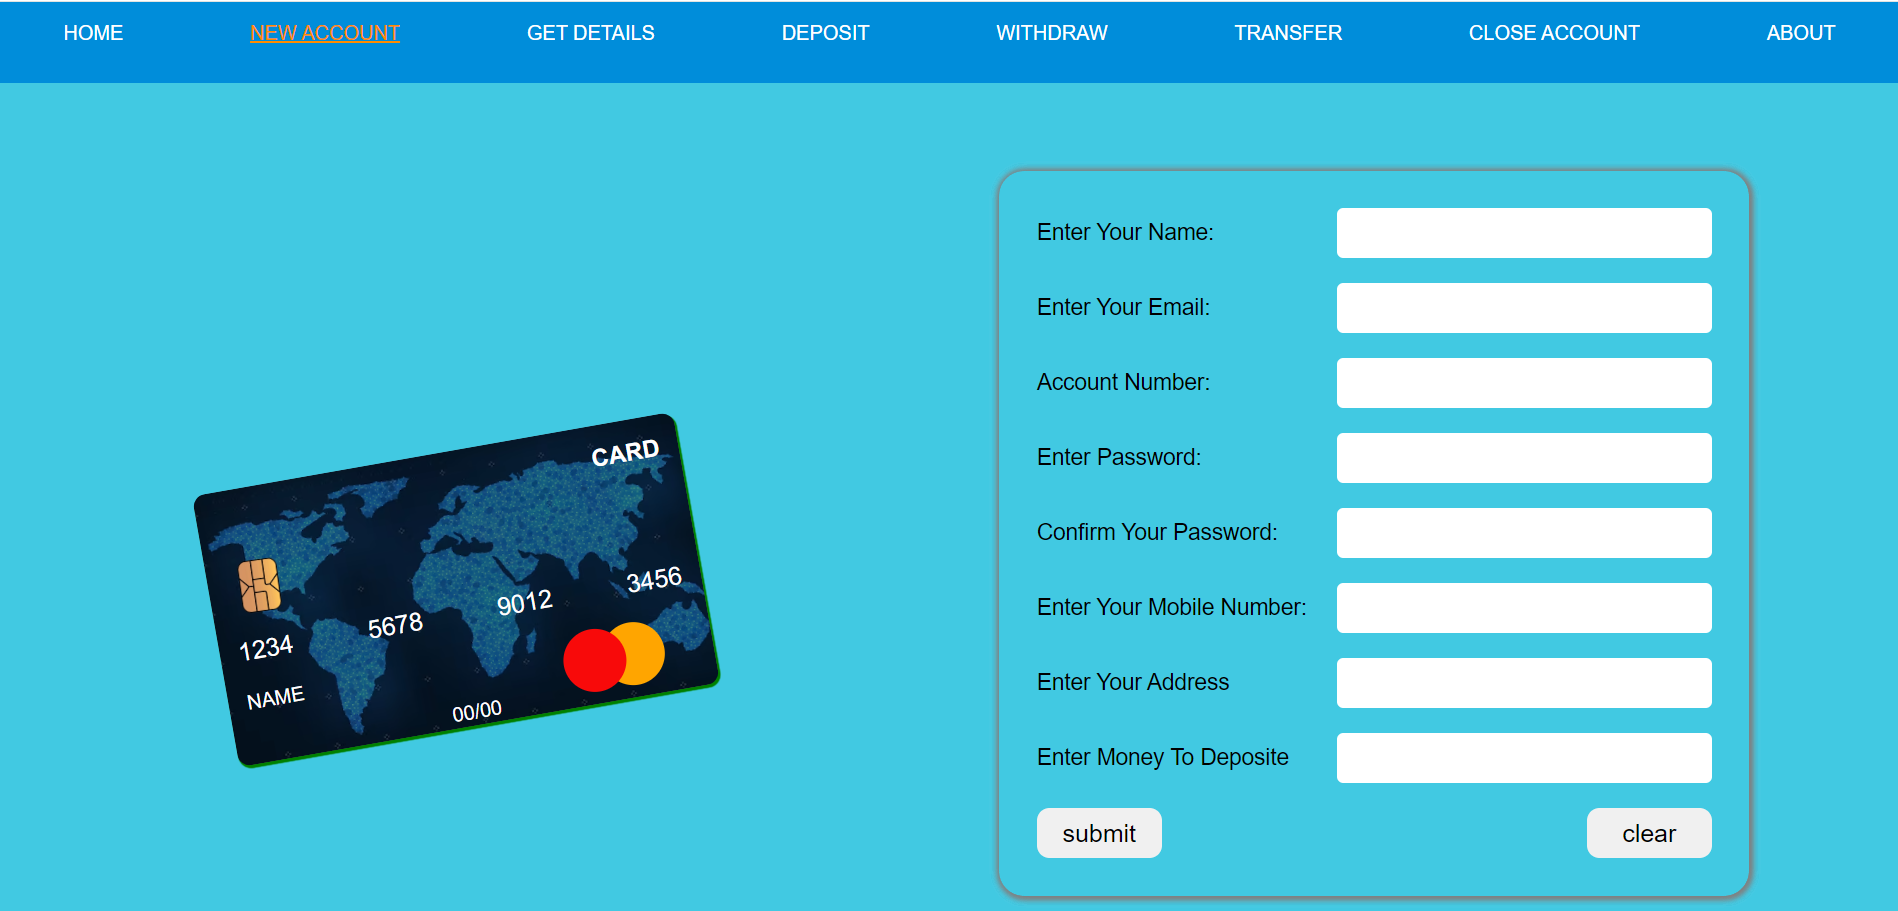 HOME NEW ACCOUNT GET DETAILS DEPOSIT WITHDRAW TRANSFER CLOSE ACCOUNT ABOUT
CARD
1234 5678 9012 3456
NAME 00/00
Enter Your Name:
Enter Your Email:
Account Number:
Enter Password:
Confirm Your Password:
Enter Your Mobile Number:
Enter Your Address
Enter Money To Deposite
submit clear